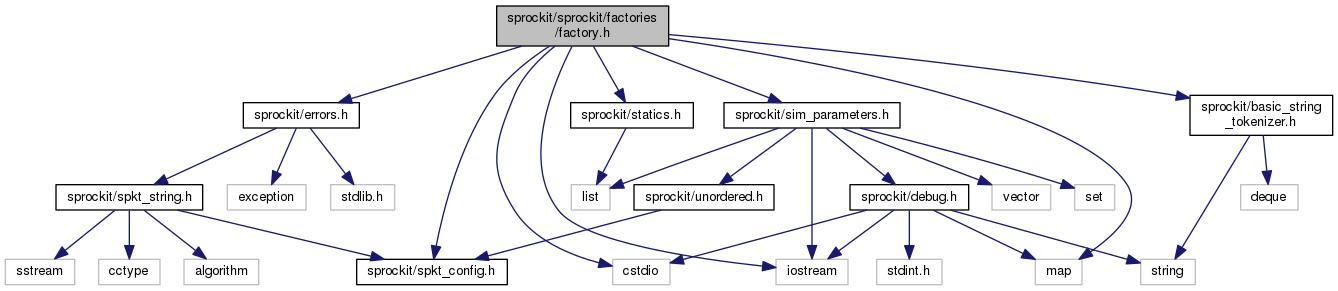 sprockit/sprockit/factories
/factory.h
sprockit/errors.h
sprockit/statics.h
sprockit/sim_parameters.h
sprockit/basic_string
_tokenizer.h
sprockit/spkt_string.h
exception
stdlib.h
list
sprockit/unordered.h
sprockit/debug.h
vector
set
deque
sstream
cctype
algorithm
sprockit/spkt_config.h
cstdio
iostream
stdint.h
map
string